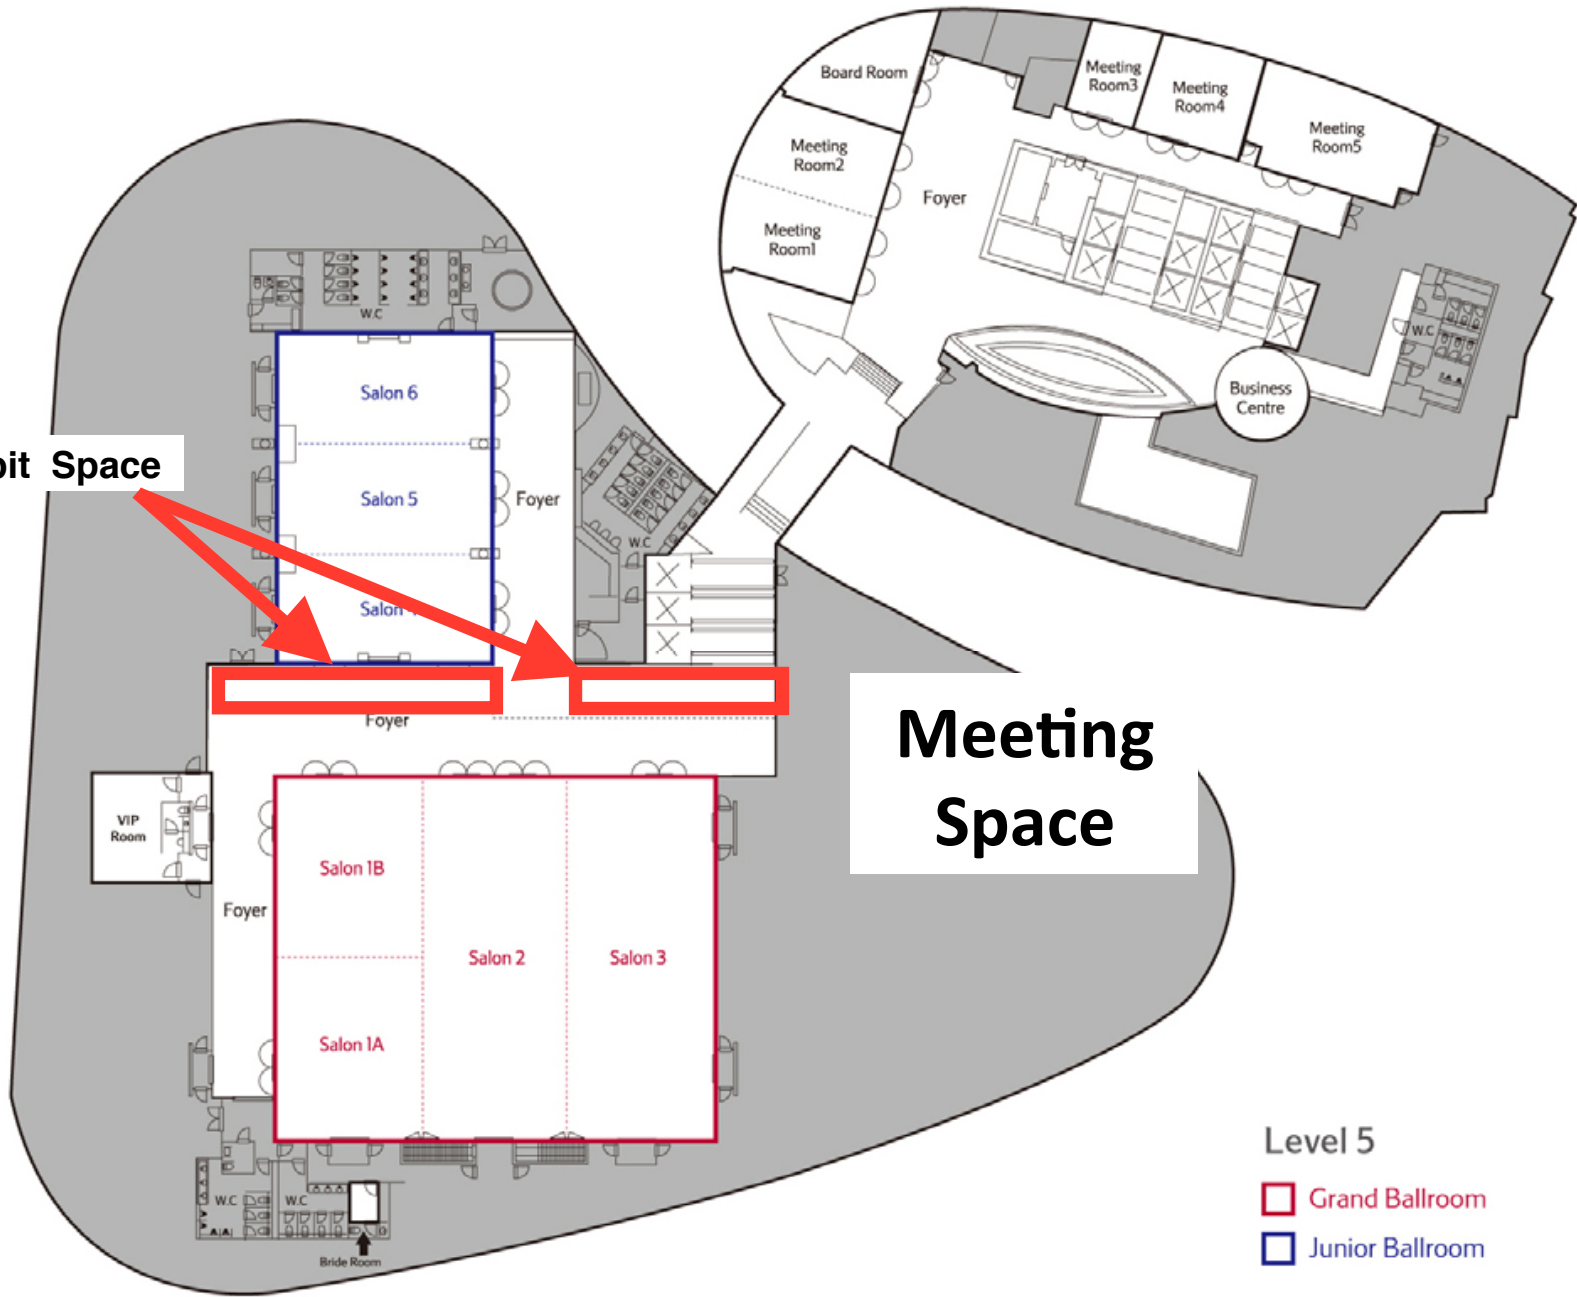 Board Room
Meeting
Room3
Meeting
Room4
Meeting
Room5
Meeting
Room2
Meeting
Room1
Foyer
W.C
W.C
Business
Centre
Salon 6
bit Space
Salon 5
Foyer
W.C
Salon
Foyer
Meeting
Space
VIP
Room
Salon 1B
Foyer
Salon 2
Salon 3
Salon 1A
Level 5
Grand Ballroom
Junior Ballroom
W.C
W.C
Bride Room